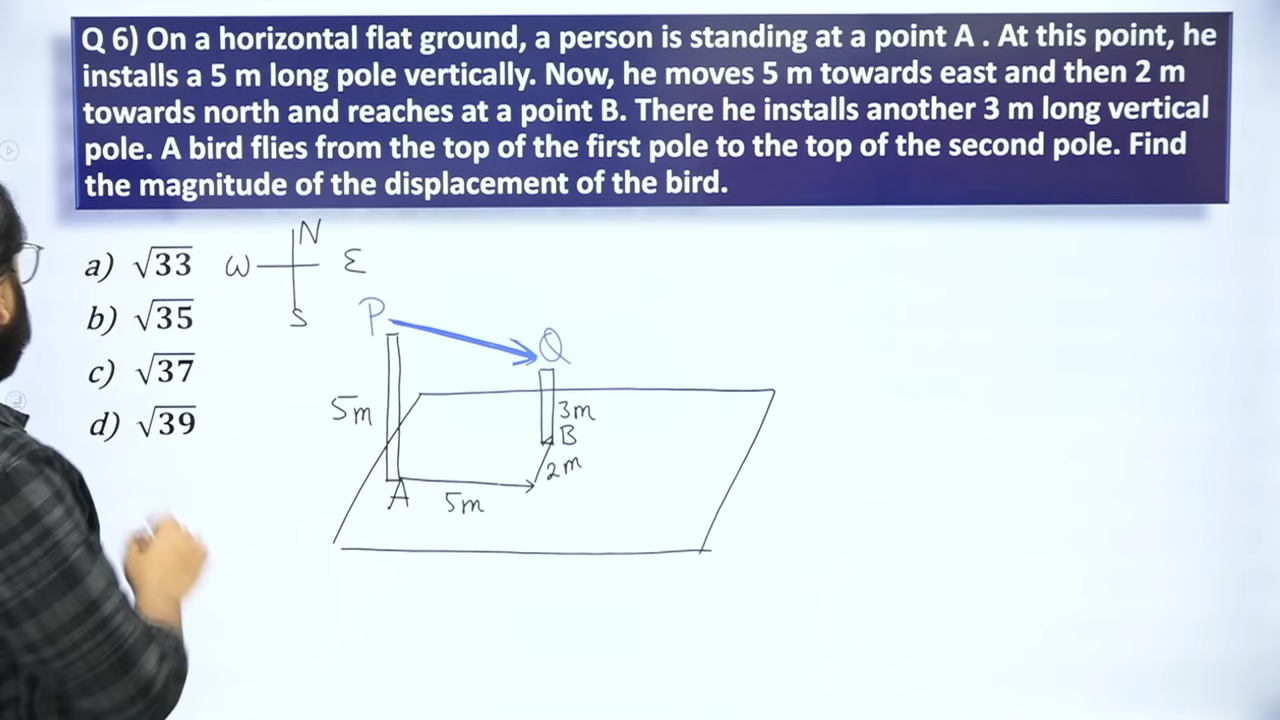 Q 6) On a horizontal flat ground, a person is standing at a point A . At this point, he
installs a 5 m long pole vertically. Now, he moves 5 m towards east and then 2 m
towards north and reaches at a point B. There he installs another 3 m long vertical
pole. A bird flies from the top of the first pole to the top of the second pole. Find
the magnitude of the displacement of the bird.
a) √33
b) √35
c) √37
d) √39
N
W E
S
P
Q
5m
3m
B
2m
A
5m